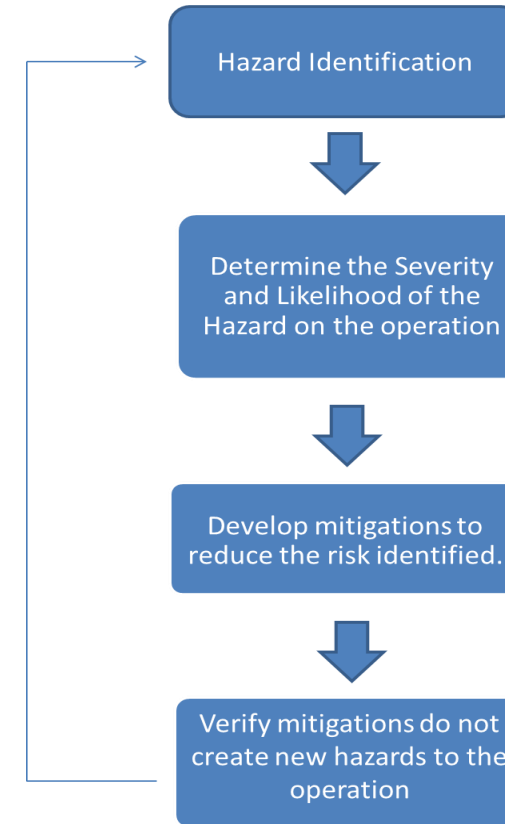 Hazard Identification
Determine the Severity
and Likelihood of the
Hazard on the operation
Develop mitigations to
reduce the risk identified.
Verify mitigations do not
create new hazards to the
operation